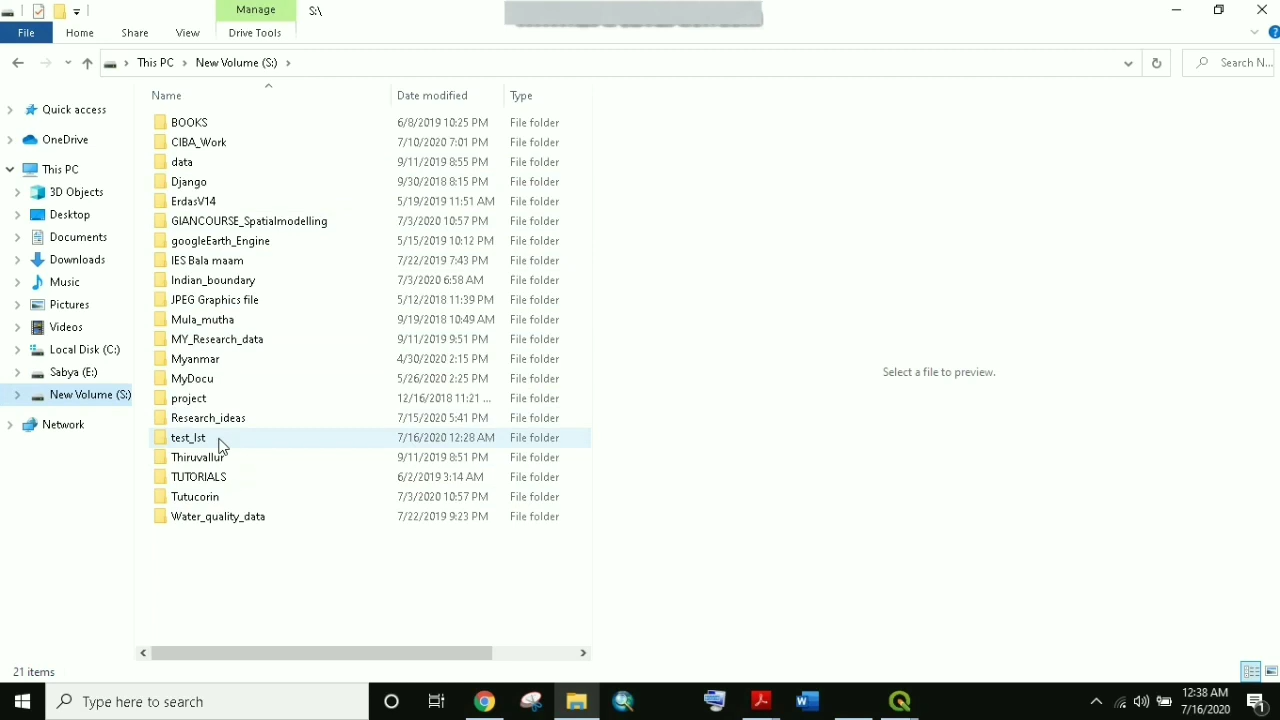 Manage
S:\
File
Home
Share
View
Drive Tools
This PC
New Volume (S:)
Search N...
Name
Date modified
Type
Quick access
OneDrive
This PC
3D Objects
Desktop
Documents
Downloads
Music
Pictures
Videos
Local Disk (C:)
Sabya (E:)
New Volume (S:)
Network
BOOKS 6/8/2019 10:25 PM File folder
CIBA_Work 7/10/2020 7:01 PM File folder
data 9/11/2019 8:55 PM File folder
Django 9/30/2018 8:15 PM File folder
ErdasV14 5/19/2019 11:51 AM File folder
GIANCOURSE_Spatialmodelling 7/3/2020 10:57 PM File folder
googleEarth_Engine 5/15/2019 10:12 PM File folder
IES Bala maam 7/22/2019 7:43 PM File folder
Indian_boundary 7/3/2020 6:58 AM File folder
JPEG Graphics file 5/12/2018 11:39 PM File folder
Mula_mutha 9/19/2018 10:49 AM File folder
MY_Research_data 9/11/2019 9:51 PM File folder
Myanmar 4/30/2020 2:15 PM File folder
MyDocu 5/26/2020 2:25 PM File folder
project 12/16/2018 11:21 ... File folder
Research_ideas 7/15/2020 5:41 PM File folder
test_lst 7/16/2020 12:28 AM File folder
Thiruvallur 9/11/2019 8:51 PM File folder
TUTORIALS 6/2/2019 3:14 AM File folder
Tutucorin 7/3/2020 10:57 PM File folder
Water_quality_data 7/22/2019 9:23 PM File folder
Select a file to preview.
21 items
Type here to search
12:38 AM
7/16/2020
1